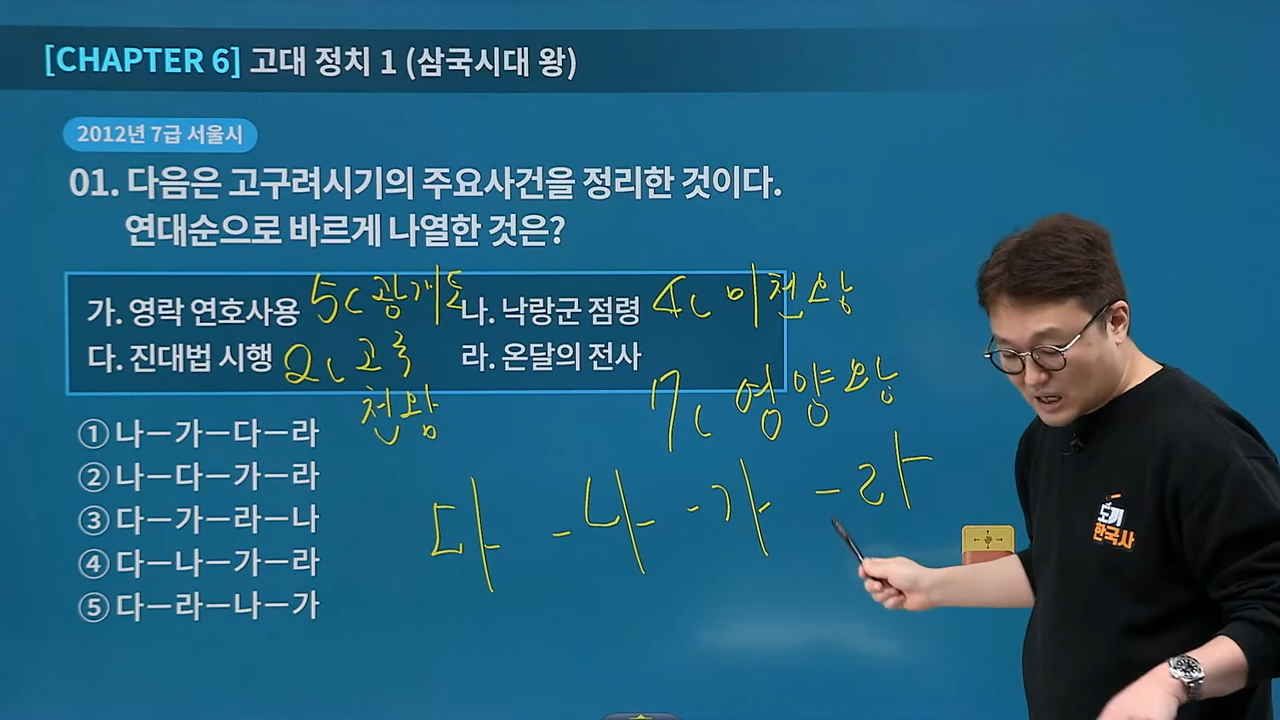 [CHAPTER 6] 고대 정치 1 (삼국시대 왕)
2012년 7급 서울시
01. 다음은 고구려시기의 주요사건을 정리한 것이다.
연대순으로 바르게 나열한 것은?
가. 영락 연호사용 5C 광개토 나. 낙랑군 점령 4C 미천왕
다. 진대법 시행 2C 고국천왕 라. 온달의 전사 7C 영양왕
① 나－가－다－라
② 나－다－가－라
③ 다－가－라－나
④ 다－나－가－라
⑤ 다－라－나－가
다 - 나 - 가 - 라
도끼
한국사